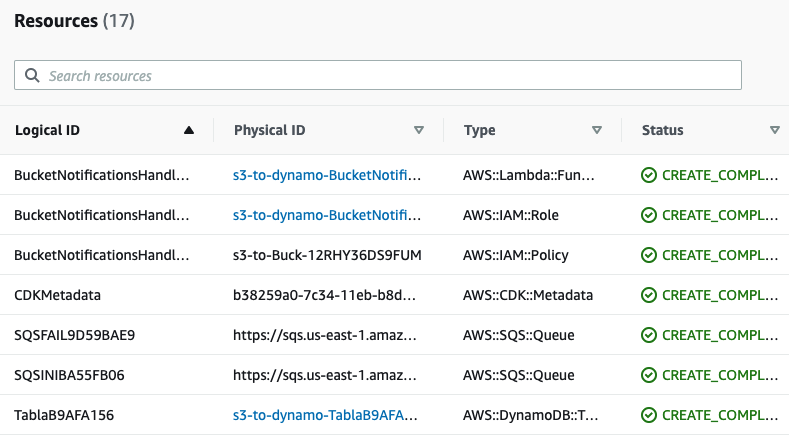 Resources (17)
Search resources
Logical ID Physical ID Type Status
BucketNotificationsHandl... s3-to-dynamo-BucketNotifi... AWS::Lambda::Fun... CREATE_COMPL...
BucketNotificationsHandl... s3-to-dynamo-BucketNotifi... AWS::IAM::Role CREATE_COMPL...
BucketNotificationsHandl... s3-to-Buck-12RHY36DS9FUM AWS::IAM::Policy CREATE_COMPL...
CDKMetadata b38259a0-7c34-11eb-b8d... AWS::CDK::Metadata CREATE_COMPL...
SQSFAIL9D59BAE9 https://sqs.us-east-1.amaz... AWS::SQS::Queue CREATE_COMPL...
SQSINIBA55FB06 https://sqs.us-east-1.amaz... AWS::SQS::Queue CREATE_COMPL...
TablaB9AFA156 s3-to-dynamo-TablaB9AFA... AWS::DynamoDB::T... CREATE_COMPL...